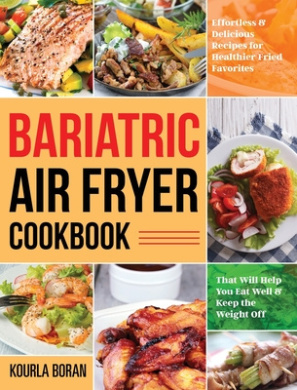 Effortless &
Delicious
Recipes for
Healthier Fried
Favorites
BARIATRIC
AIR FRYER
COOKBOOK
That Will Help
You Eat Well &
Keep the
Weight Off
KOURLA BORAN